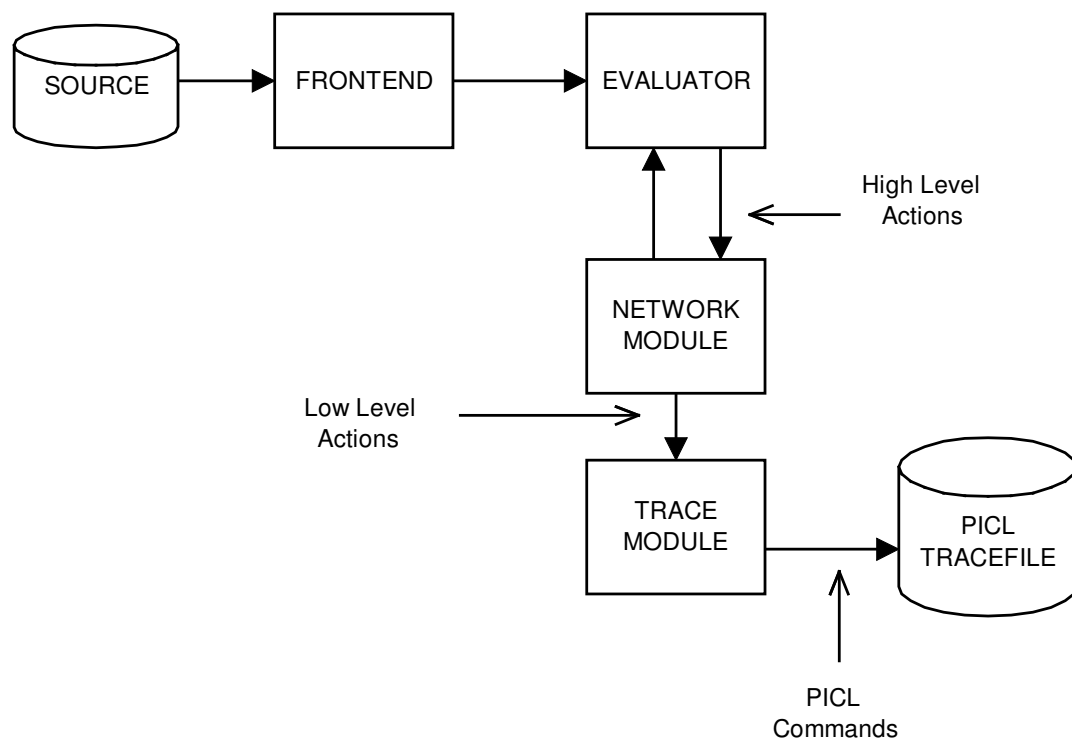 SOURCE
FRONTEND
EVALUATOR
High Level
Actions
NETWORK
MODULE
Low Level
Actions
TRACE
MODULE
PICL
TRACEFILE
PICL
Commands